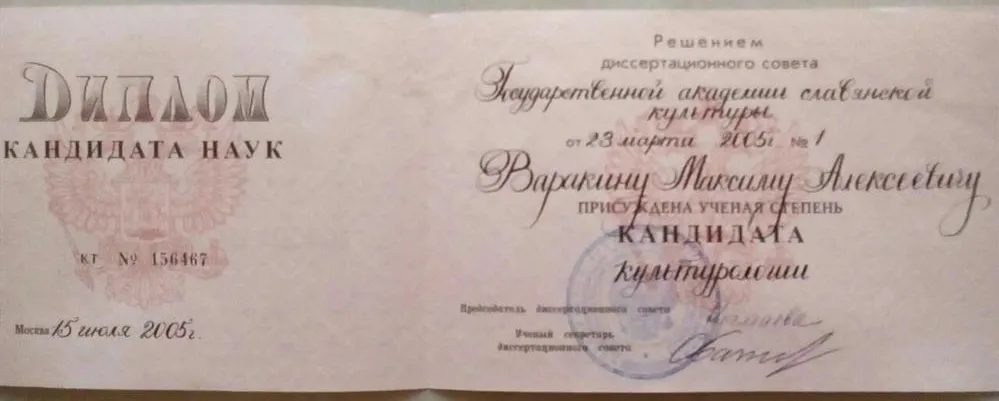 ДИПЛОМ
КАНДИДАТА НАУК
КТ № 156467
Москва 15 июля 2005г.
Решением
диссертационного совета
Государственной академии славянской
культуры
от 23 марта 2005г. № 1
Варакину Максиму Алексеевичу
ПРИСУЖДЕНА УЧЕНАЯ СТЕПЕНЬ
КАНДИДАТА
культурологии
Председатель диссертационного совета
Ученый секретарь
диссертационного совета